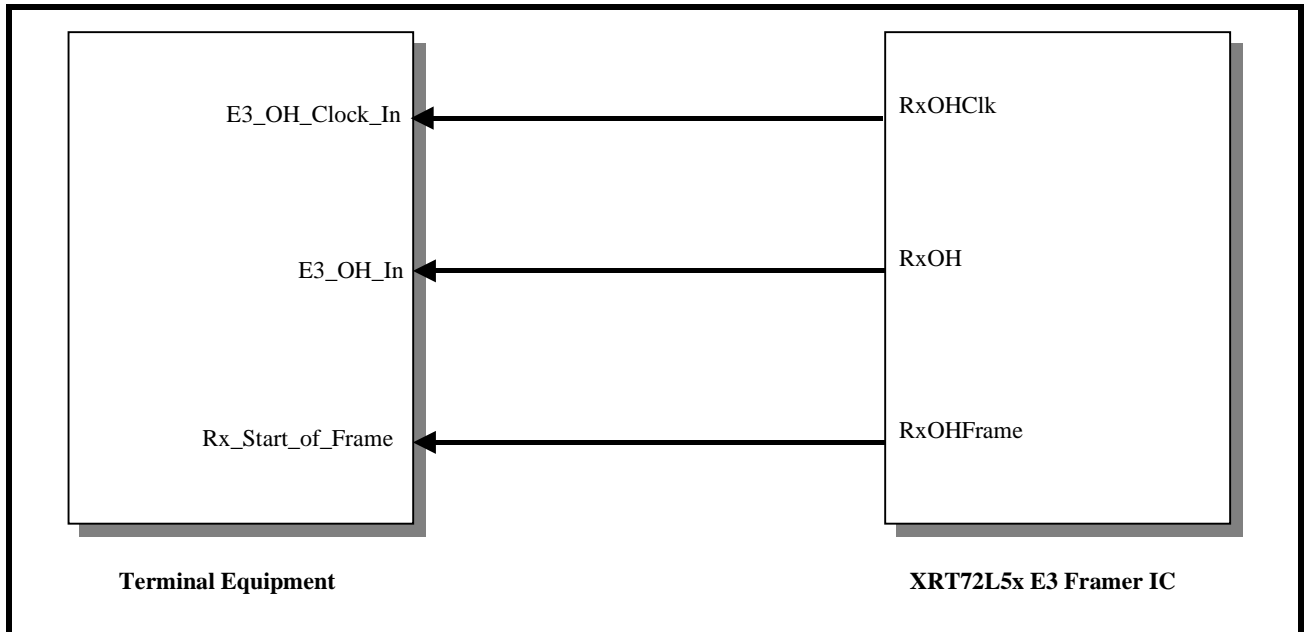 E3_OH_Clock_In
RxOHClk
E3_OH_In
RxOH
Rx_Start_of_Frame
RxOHFrame
Terminal Equipment
XRT72L5x E3 Framer IC